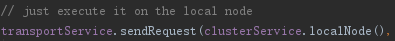 // just execute it on the local node
transportService.sendRequest(clusterService.localNode(),